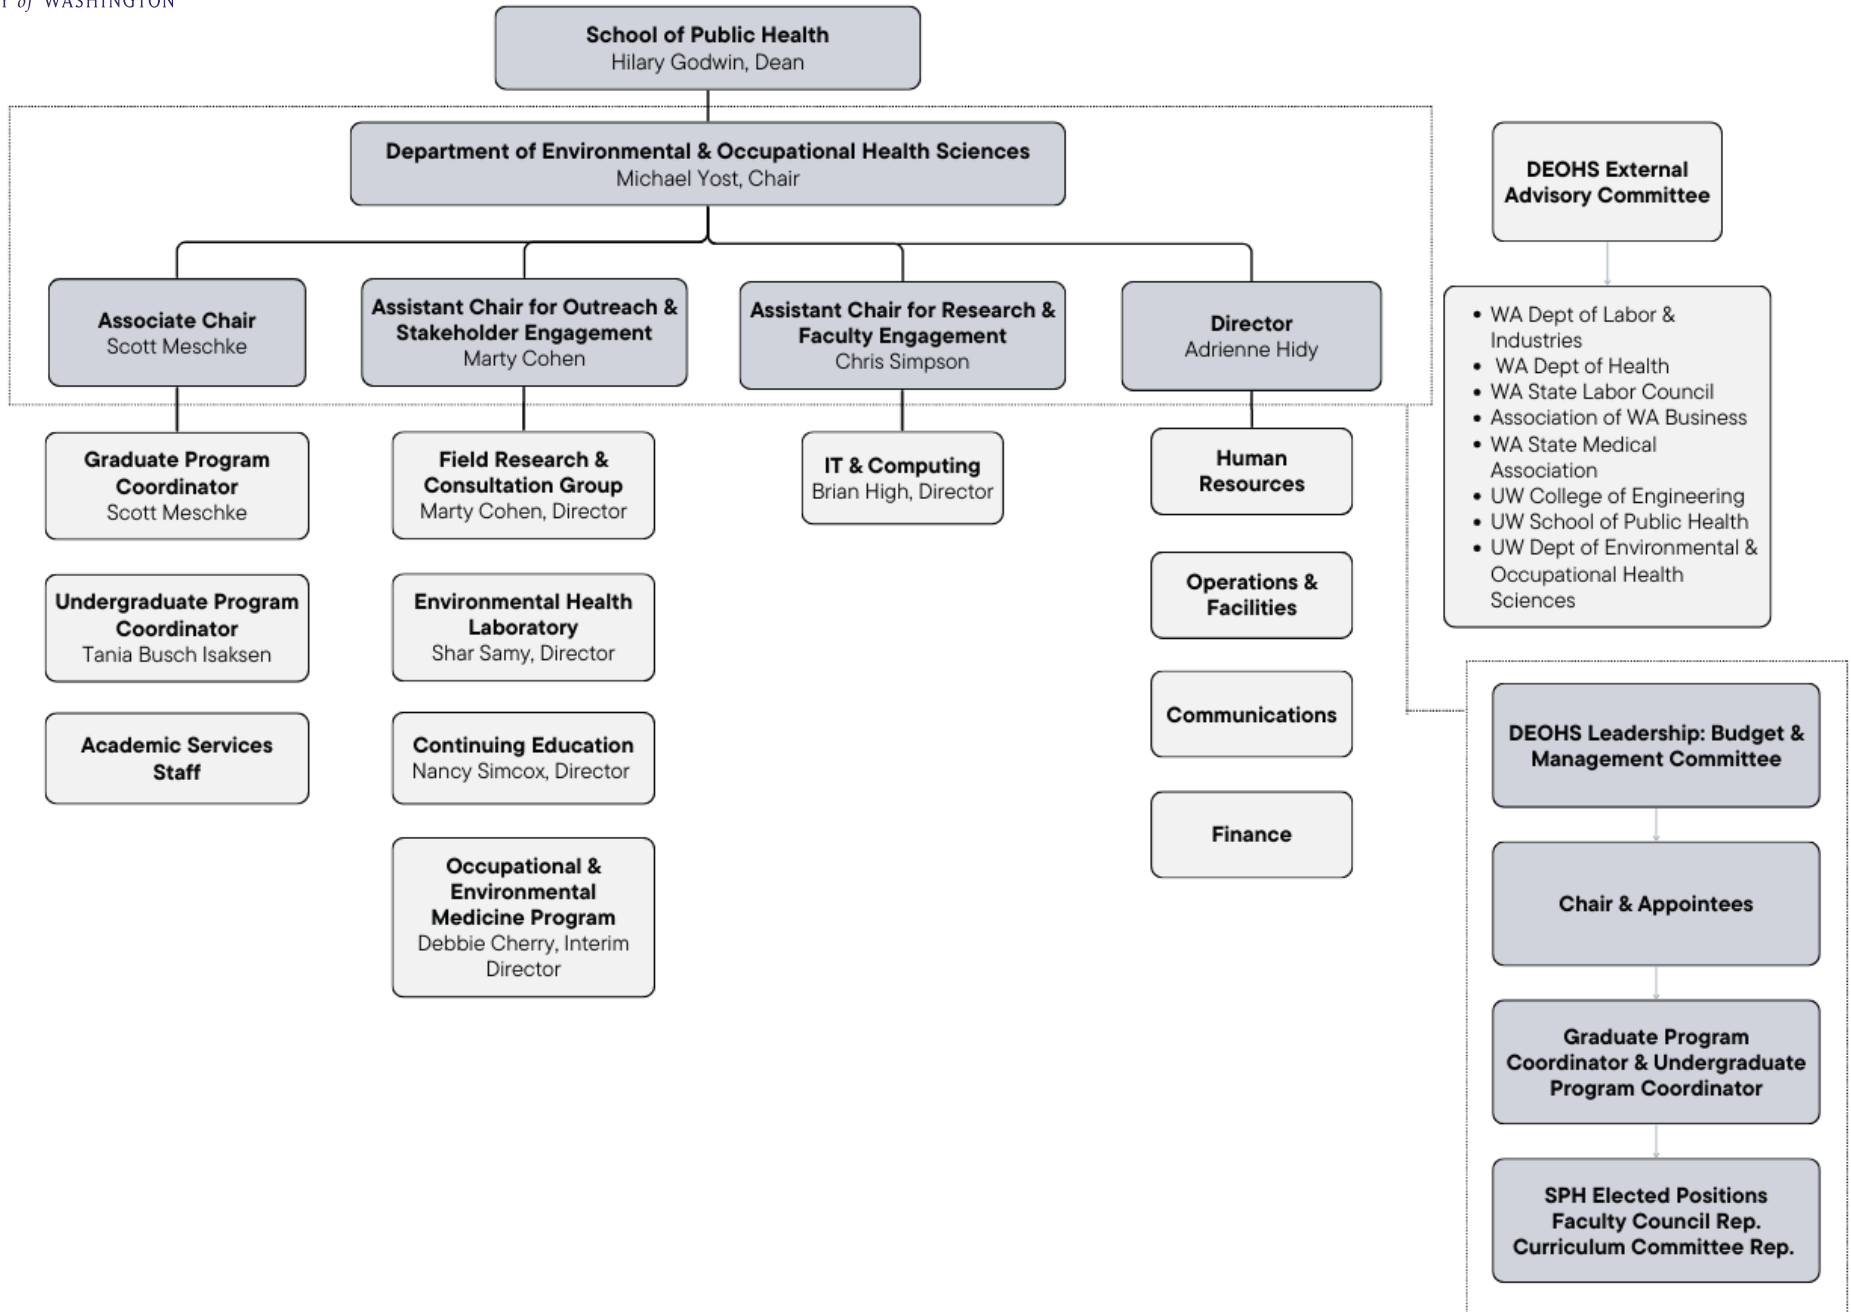 Y of WASHINGTON
School of Public Health
Hilary Godwin, Dean
Department of Environmental & Occupational Health Sciences
Michael Yost, Chair
Associate Chair
Scott Meschke
Assistant Chair for Outreach &
Stakeholder Engagement
Marty Cohen
Assistant Chair for Research &
Faculty Engagement
Chris Simpson
Director
Adrienne Hidy
Graduate Program
Coordinator
Scott Meschke
Undergraduate Program
Coordinator
Tania Busch Isaksen
Academic Services
Staff
Field Research &
Consultation Group
Marty Cohen, Director
Environmental Health
Laboratory
Shar Samy, Director
Continuing Education
Nancy Simcox, Director
Occupational &
Environmental
Medicine Program
Debbie Cherry, Interim
Director
IT & Computing
Brian High, Director
Human
Resources
Operations &
Facilities
Communications
Finance
DEOHS External
Advisory Committee
• WA Dept of Labor &
Industries
• WA Dept of Health
• WA State Labor Council
• Association of WA Business
• WA State Medical
Association
• UW College of Engineering
• UW School of Public Health
• UW Dept of Environmental &
Occupational Health
Sciences
DEOHS Leadership: Budget &
Management Committee
Chair & Appointees
Graduate Program
Coordinator & Undergraduate
Program Coordinator
SPH Elected Positions
Faculty Council Rep.
Curriculum Committee Rep.